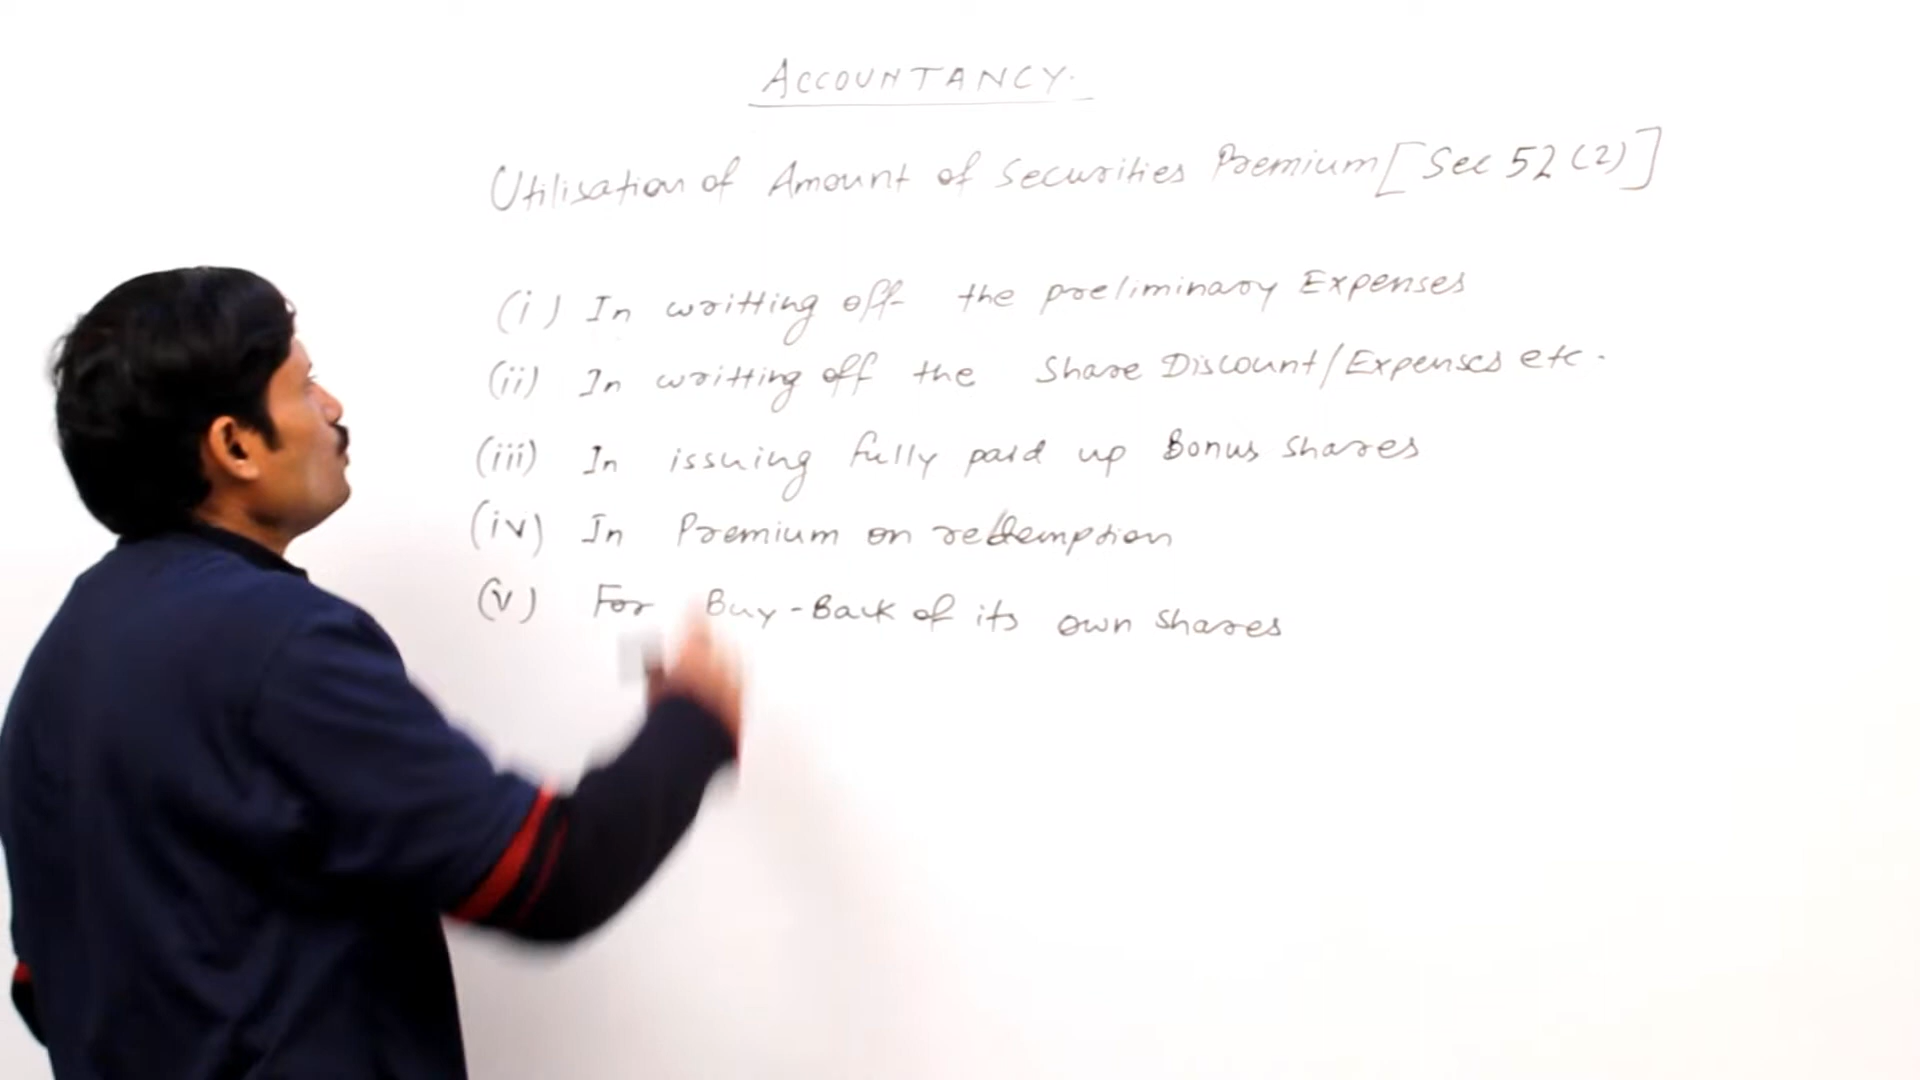 ACCOUNTANCY.
Utilisation of Amount of Securities Premium [Sec 52 (2)]
(i) In writting off the preliminary Expenses
(ii) In writting off the Share Discount/Expenses etc.
(iii) In issuing fully paid up Bonus Shares
(iv) In Premium on redemption
(v) For Buy-Back of its own Shares